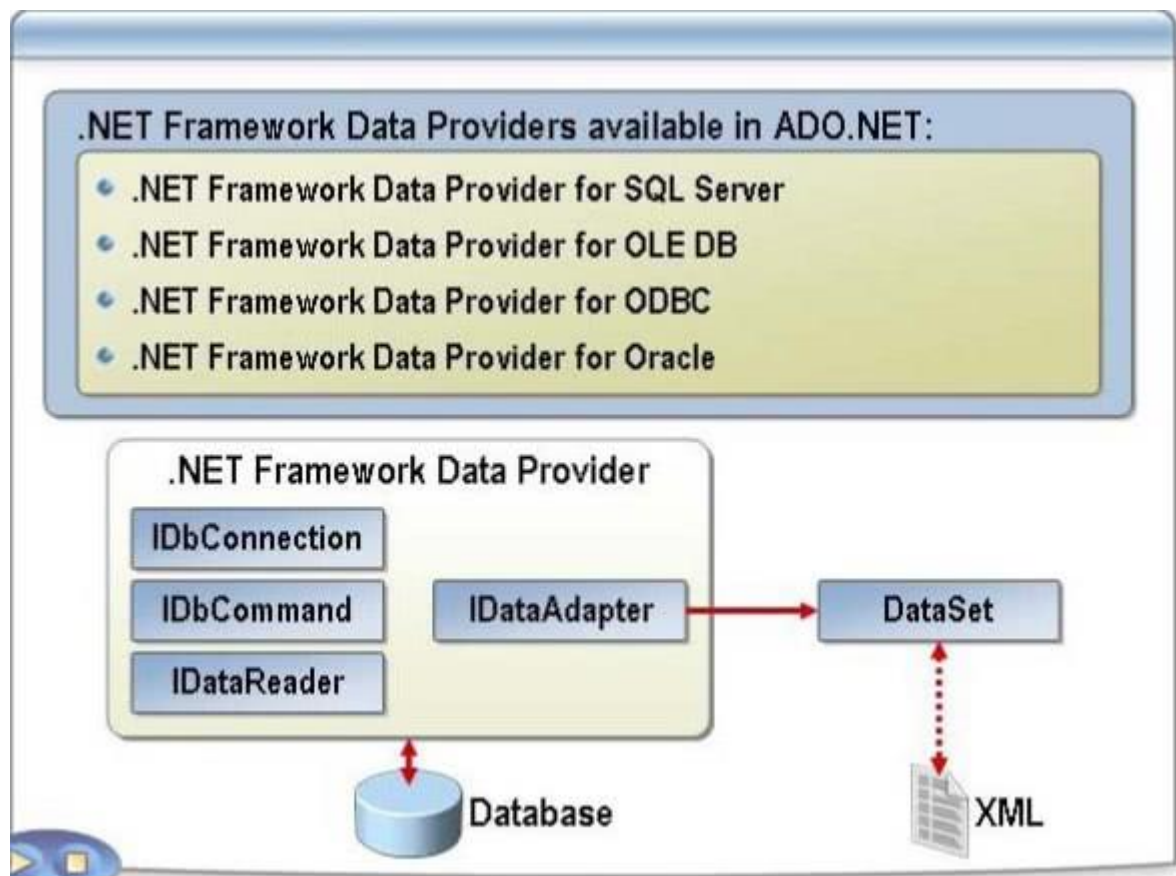 .NET Framework Data Providers available in ADO.NET:
.NET Framework Data Provider for SQL Server
.NET Framework Data Provider for OLE DB
.NET Framework Data Provider for ODBC
.NET Framework Data Provider for Oracle
.NET Framework Data Provider
IDbConnection
IDbCommand
IDataAdapter
DataSet
IDataReader
Database
XML